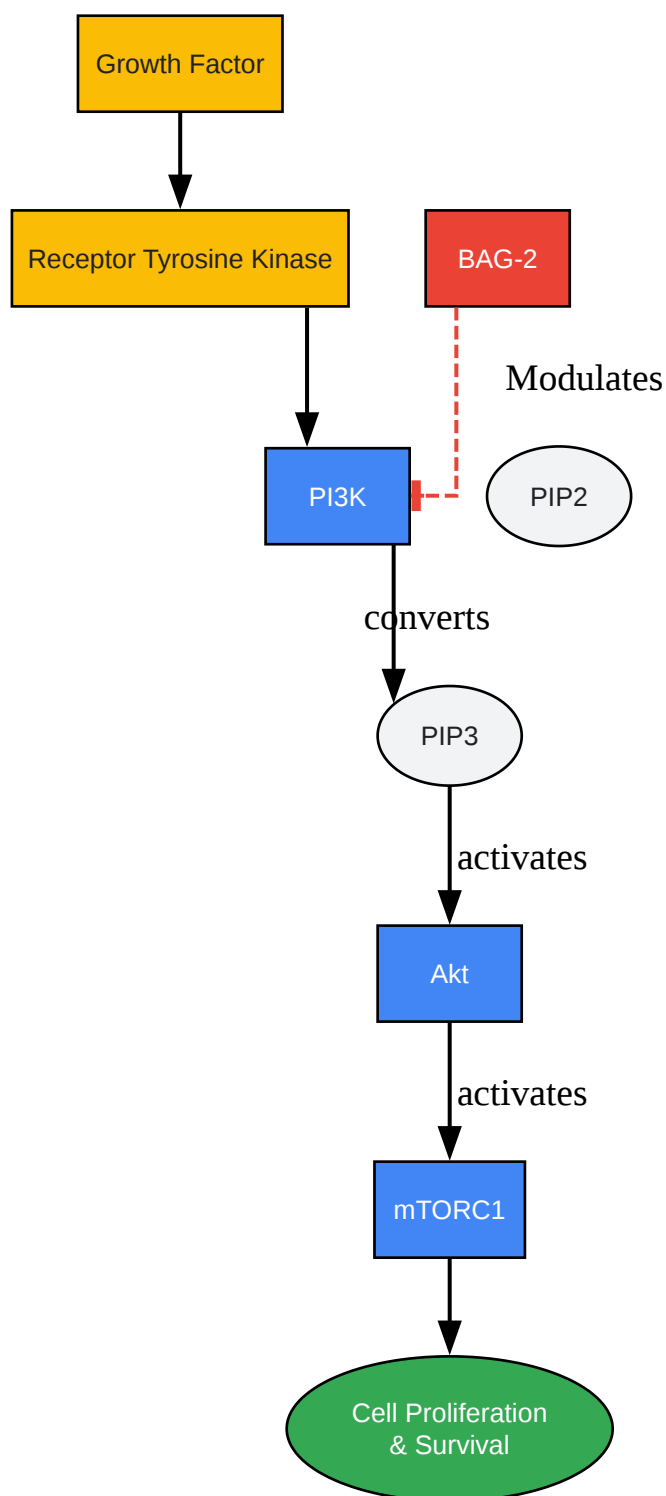 Growth Factor
Receptor Tyrosine Kinase
BAG-2
Modulates
PI3K
PIP2
converts
PIP3
activates
Akt
activates
mTORC1
Cell Proliferation
& Survival